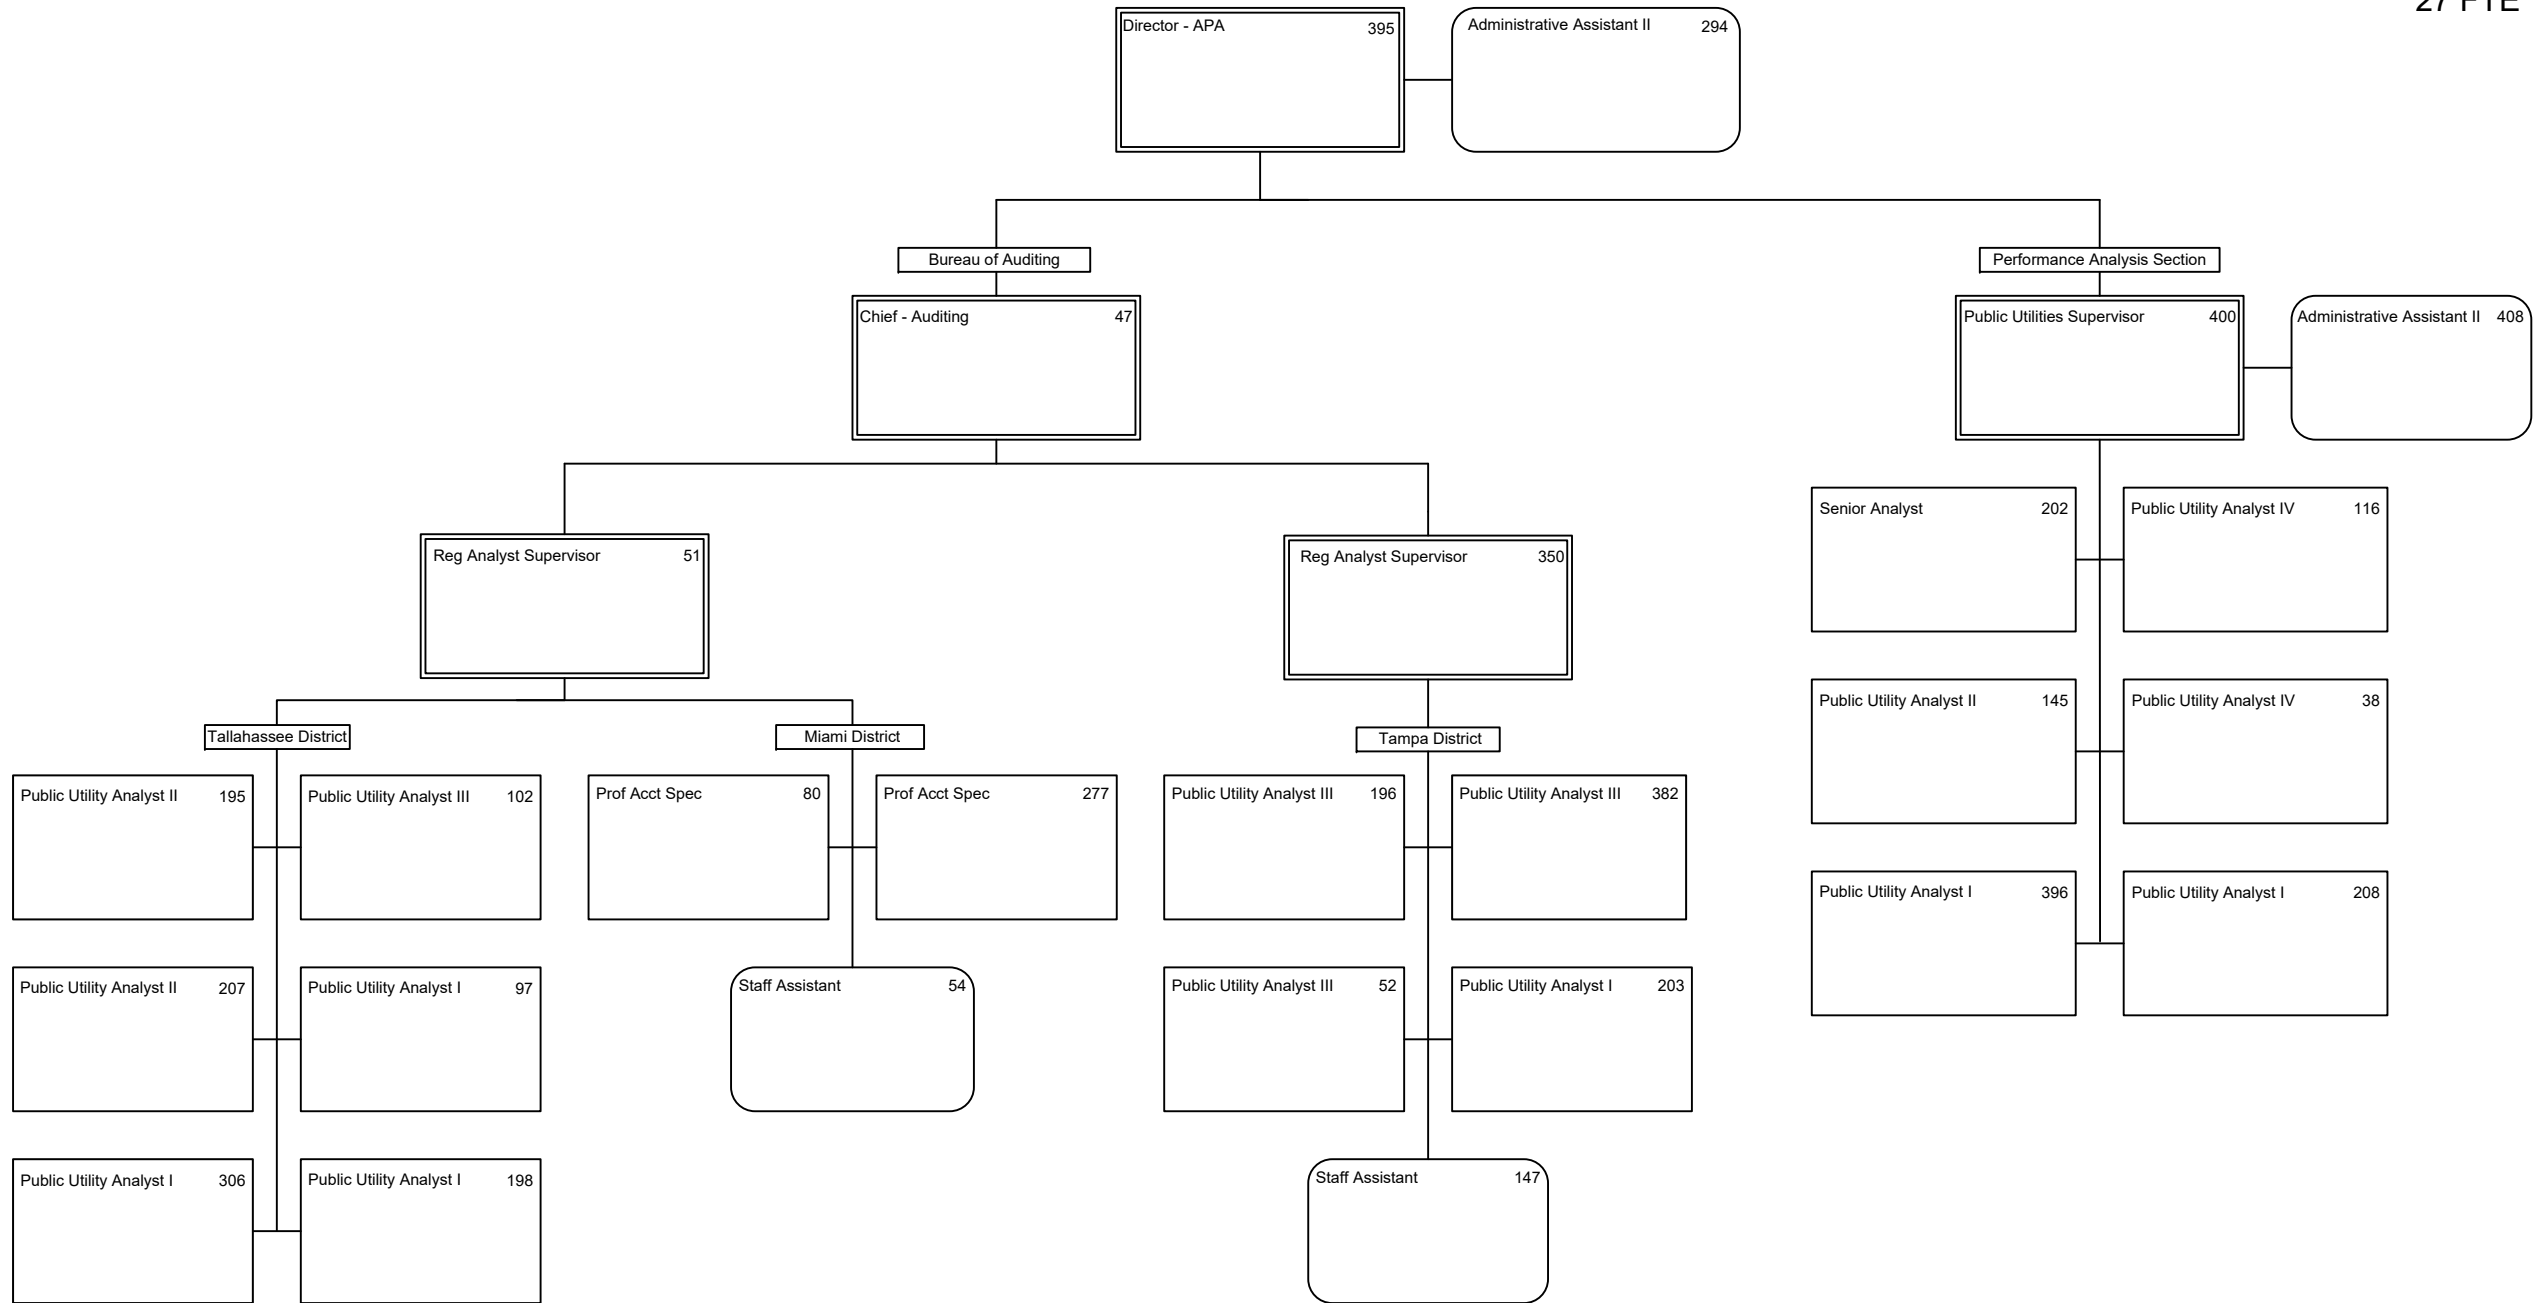 27 FTE
Director - APA 395
Administrative Assistant II 294
Bureau of Auditing
Performance Analysis Section
Chief - Auditing 47
Public Utilities Supervisor 400
Administrative Assistant II 408
Senior Analyst 202
Public Utility Analyst IV 116
Reg Analyst Supervisor 51
Reg Analyst Supervisor 350
Public Utility Analyst II 145
Public Utility Analyst IV 38
Tallahassee District
Miami District
Tampa District
Public Utility Analyst II 195
Public Utility Analyst III 102
Prof Acct Spec 80
Prof Acct Spec 277
Public Utility Analyst III 196
Public Utility Analyst III 382
Public Utility Analyst I 396
Public Utility Analyst I 208
Public Utility Analyst II 207
Public Utility Analyst I 97
Staff Assistant 54
Public Utility Analyst III 52
Public Utility Analyst I 203
Public Utility Analyst I 306
Public Utility Analyst I 198
Staff Assistant 147